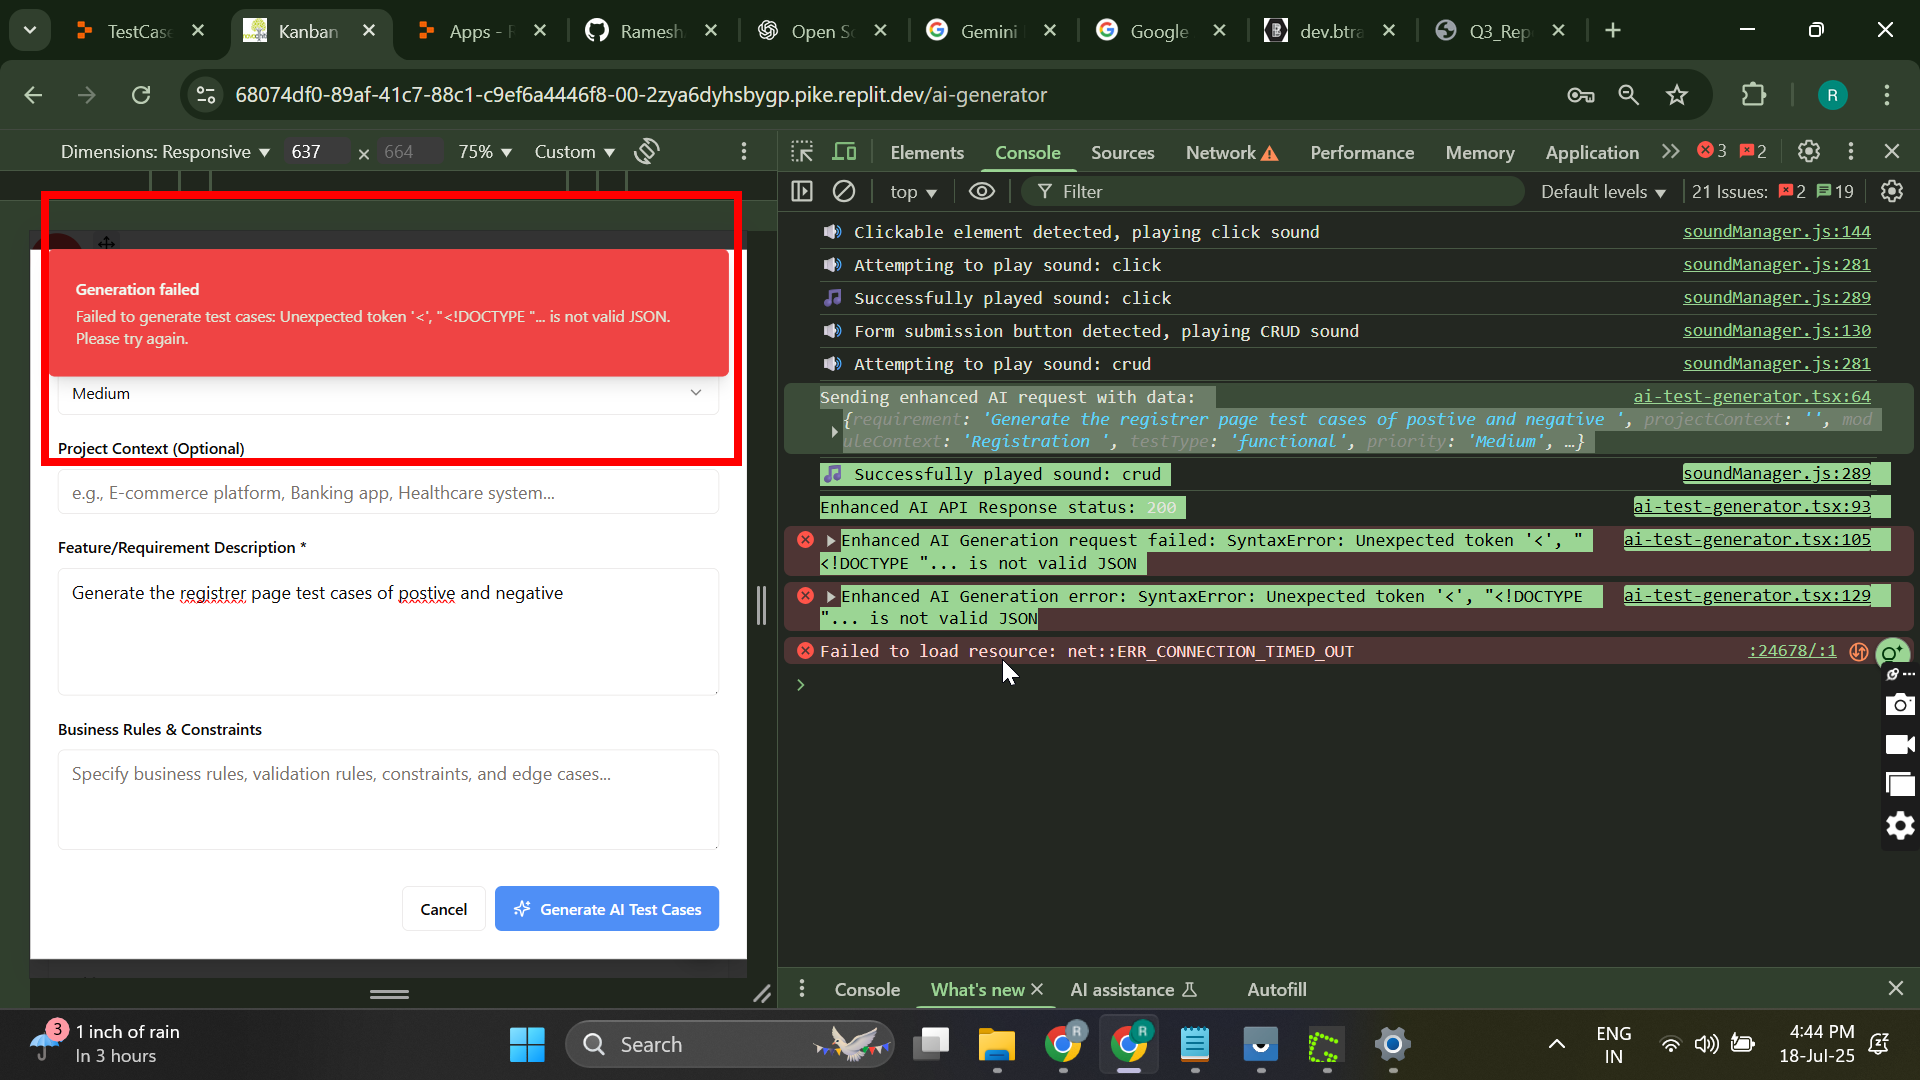 TestCase
Kanban
Apps - R
Ramesh
Open So
Gemini
Google
dev.btra
Q3_Rep
68074df0-89af-41c7-88c1-c9ef6a4446f8-00-2zya6dyhsbygp.pike.replit.dev/ai-generator
R
Dimensions: Responsive
637
×
664
75%
Custom
Generation failed
Failed to generate test cases: Unexpected token '<', "<!DOCTYPE "... is not valid JSON.
Please try again.
Medium
Project Context (Optional)
e.g., E-commerce platform, Banking app, Healthcare system...
Feature/Requirement Description *
Generate the registrer page test cases of postive and negative
Business Rules & Constraints
Specify business rules, validation rules, constraints, and edge cases...
Cancel
Generate AI Test Cases
Elements
Console
Sources
Network
Performance
Memory
Application
3
2
top
Filter
Default levels
21 Issues:
2
19
Clickable element detected, playing click sound soundManager.js:144
Attempting to play sound: click soundManager.js:281
Successfully played sound: click soundManager.js:289
Form submission button detected, playing CRUD sound soundManager.js:130
Attempting to play sound: crud soundManager.js:281
Sending enhanced AI request with data: ai-test-generator.tsx:64
{requirement: 'Generate the registrer page test cases of postive and negative ', projectContext: '', mod
uleContext: 'Registration ', testType: 'functional', priority: 'Medium', …}
Successfully played sound: crud soundManager.js:289
Enhanced AI API Response status: 200 ai-test-generator.tsx:93
Enhanced AI Generation request failed: SyntaxError: Unexpected token '<', " ai-test-generator.tsx:105
<!DOCTYPE "... is not valid JSON
Enhanced AI Generation error: SyntaxError: Unexpected token '<', "<!DOCTYPE ai-test-generator.tsx:129
"... is not valid JSON
Failed to load resource: net::ERR_CONNECTION_TIMED_OUT :24678/:1
Console
What's new
AI assistance
Autofill
3
1 inch of rain
In 3 hours
Search
R
R
ENG
IN
4:44 PM
18-Jul-25